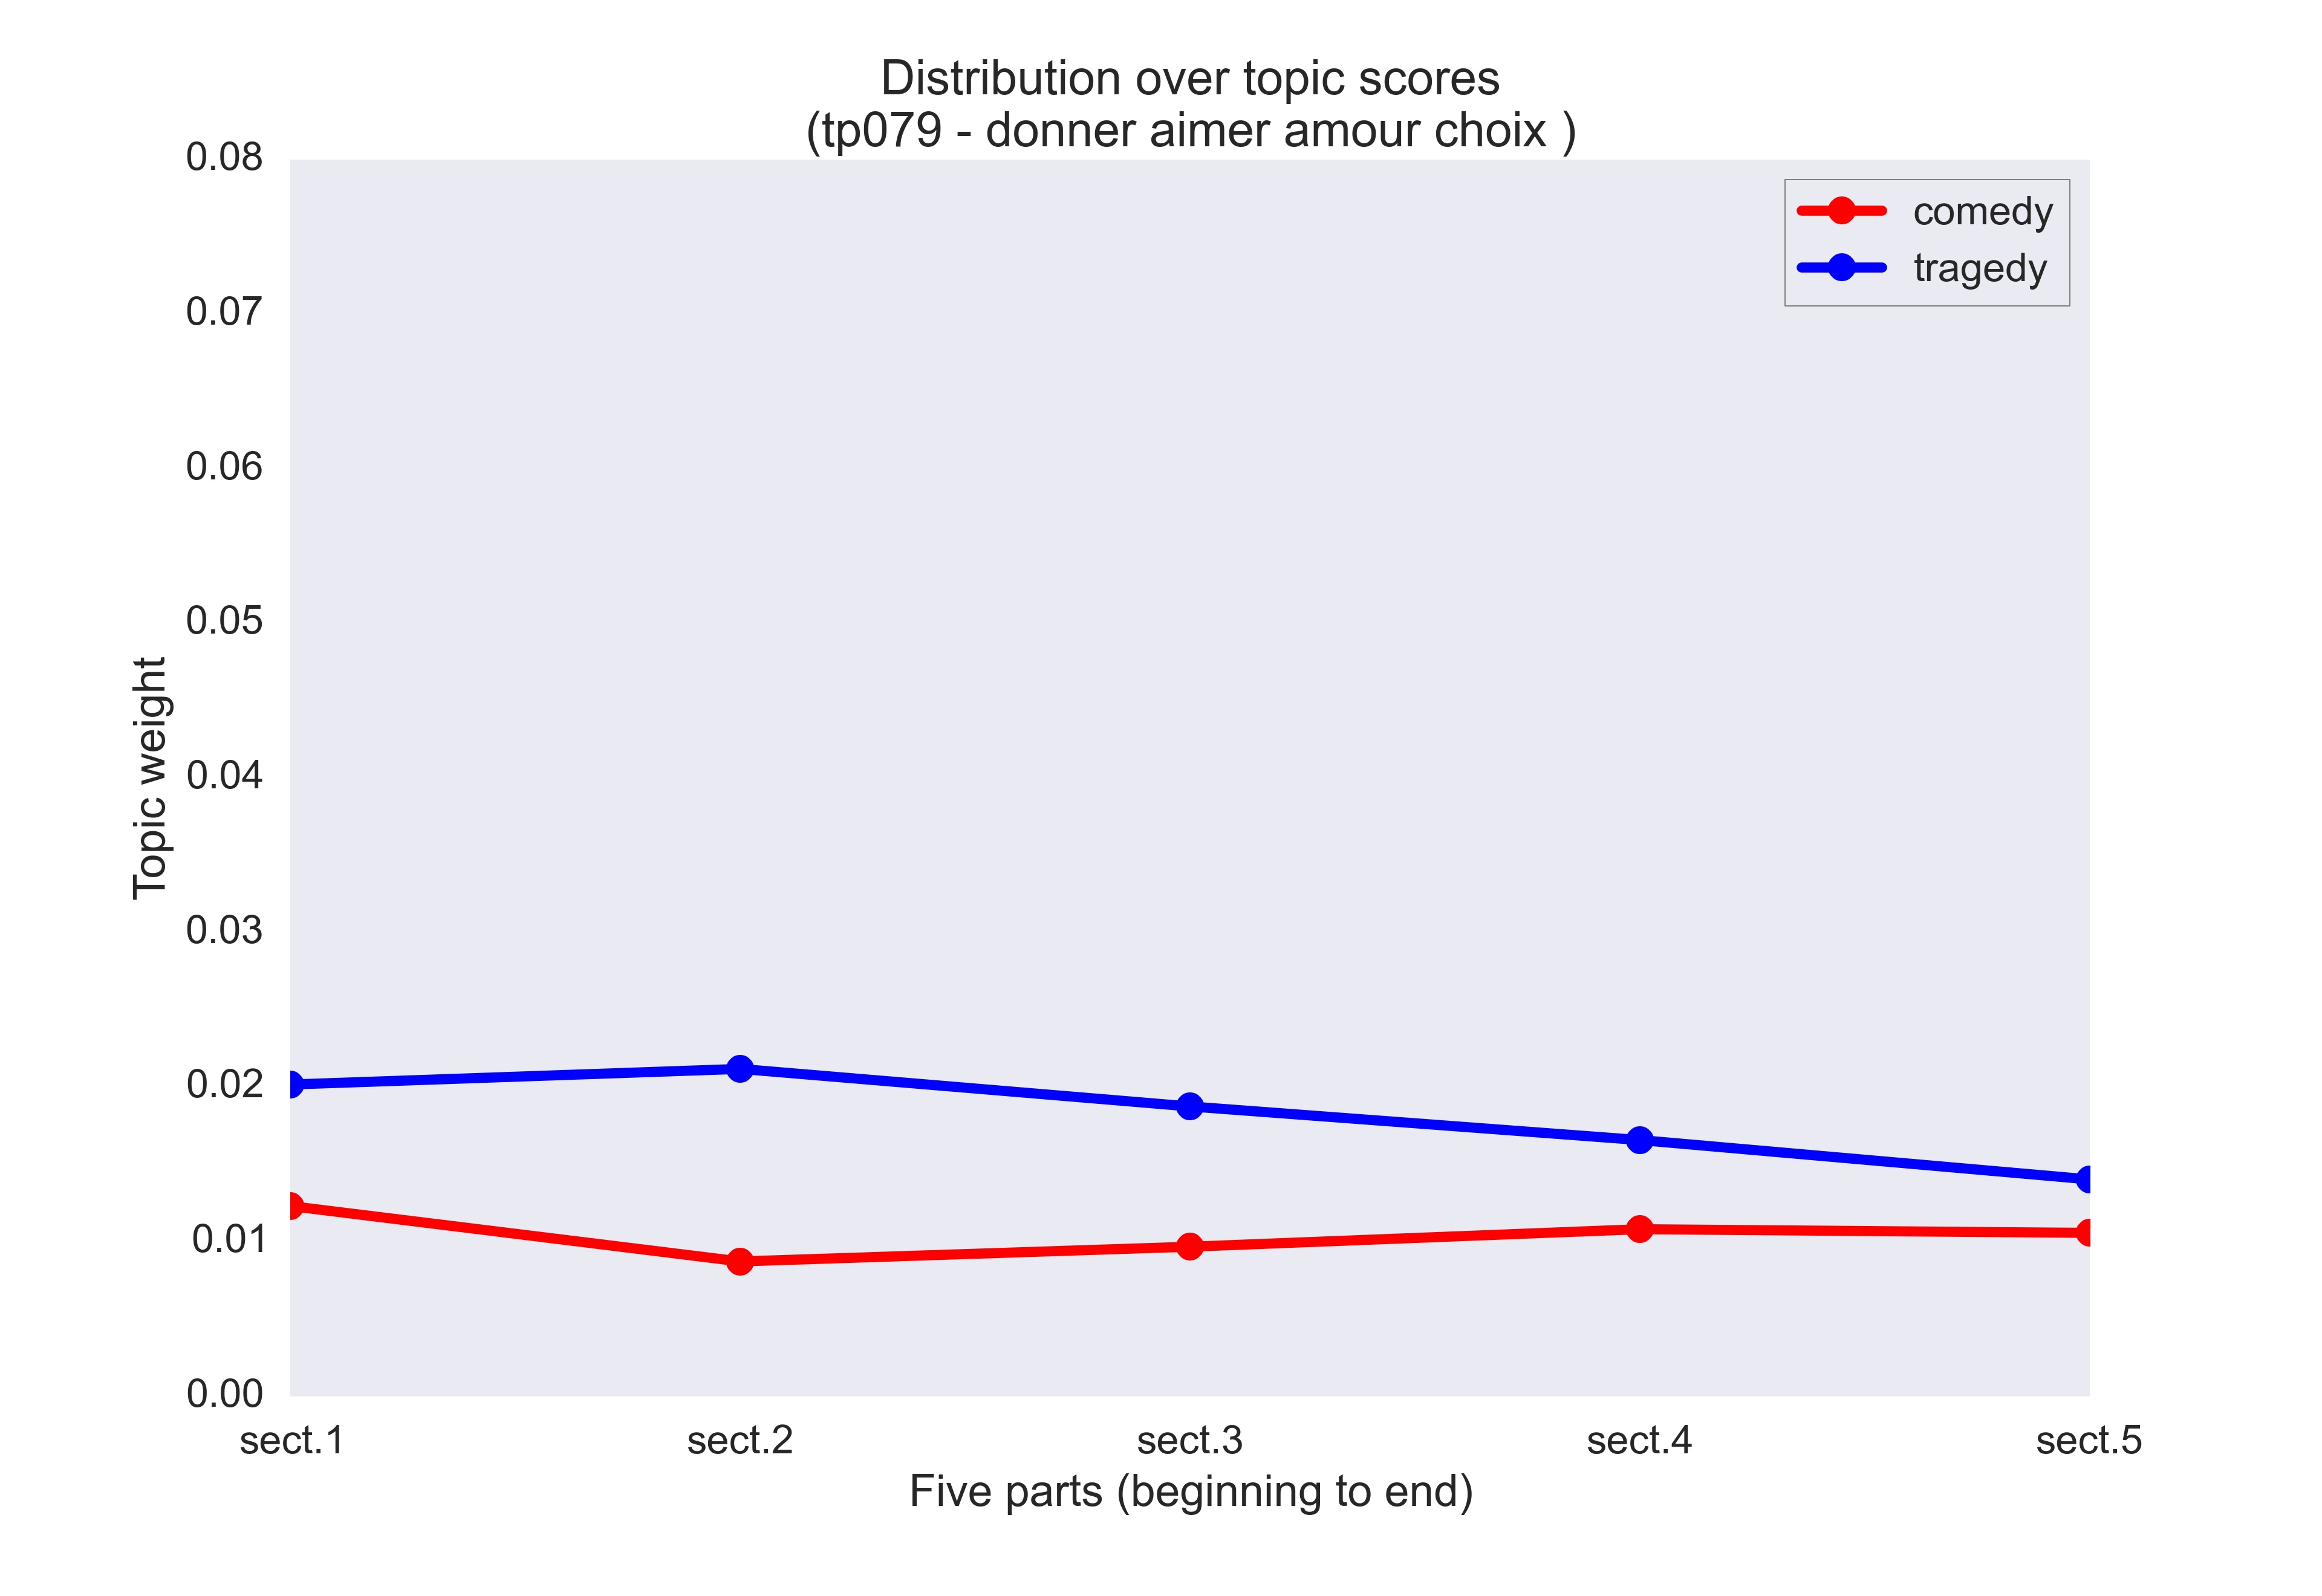 Distribution over topic scores
(tp079 - donner aimer amour choix )
comedy
tragedy
0.08
0.07
0.06
0.05
0.04
0.03
0.02
0.01
0.00
Topic weight
sect.1 sect.2 sect.3 sect.4 sect.5
Five parts (beginning to end)